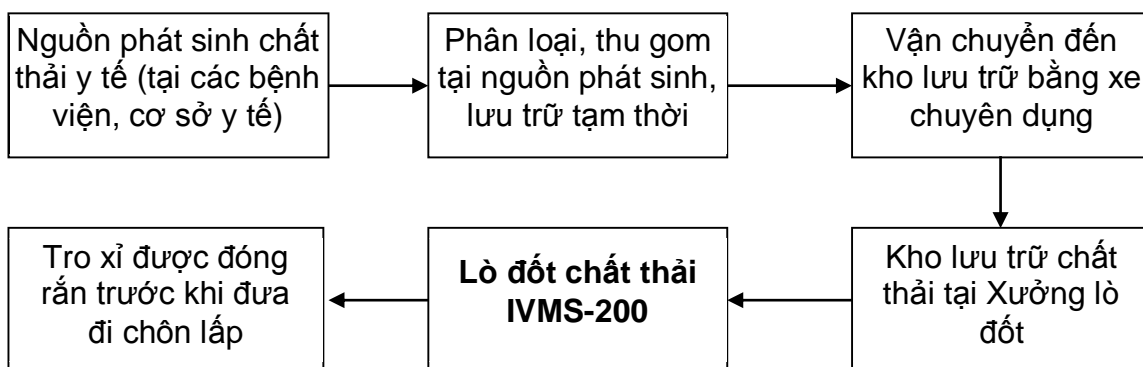 Nguồn phát sinh chất
thải y tế (tại các bệnh
viện, cơ sở y tế)
Phân loại, thu gom
tại nguồn phát sinh,
lưu trữ tạm thời
Vận chuyển đến
kho lưu trữ bằng xe
chuyên dụng
Kho lưu trữ chất
thải tại Xưởng lò
đốt
Lò đốt chất thải
IVMS-200
Tro xỉ được đóng
rắn trước khi đưa
đi chôn lấp